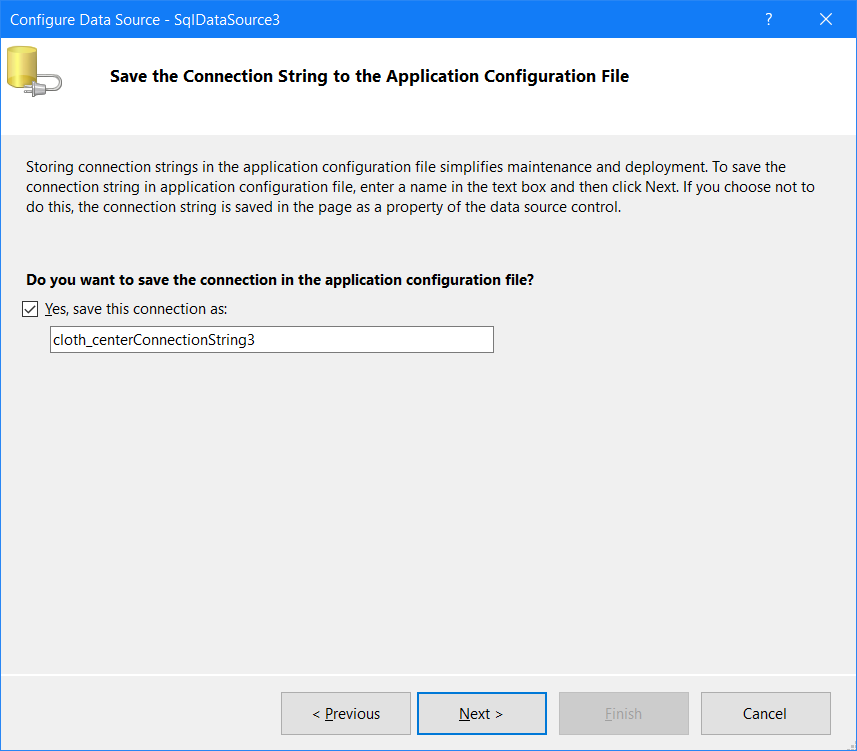 Configure Data Source - SqlDataSource3
?
Save the Connection String to the Application Configuration File
Storing connection strings in the application configuration file simplifies maintenance and deployment. To save the
connection string in application configuration file, enter a name in the text box and then click Next. If you choose not to
do this, the connection string is saved in the page as a property of the data source control.
Do you want to save the connection in the application configuration file?
Yes, save this connection as:
cloth_centerConnectionString3
< Previous
Next >
Finish
Cancel